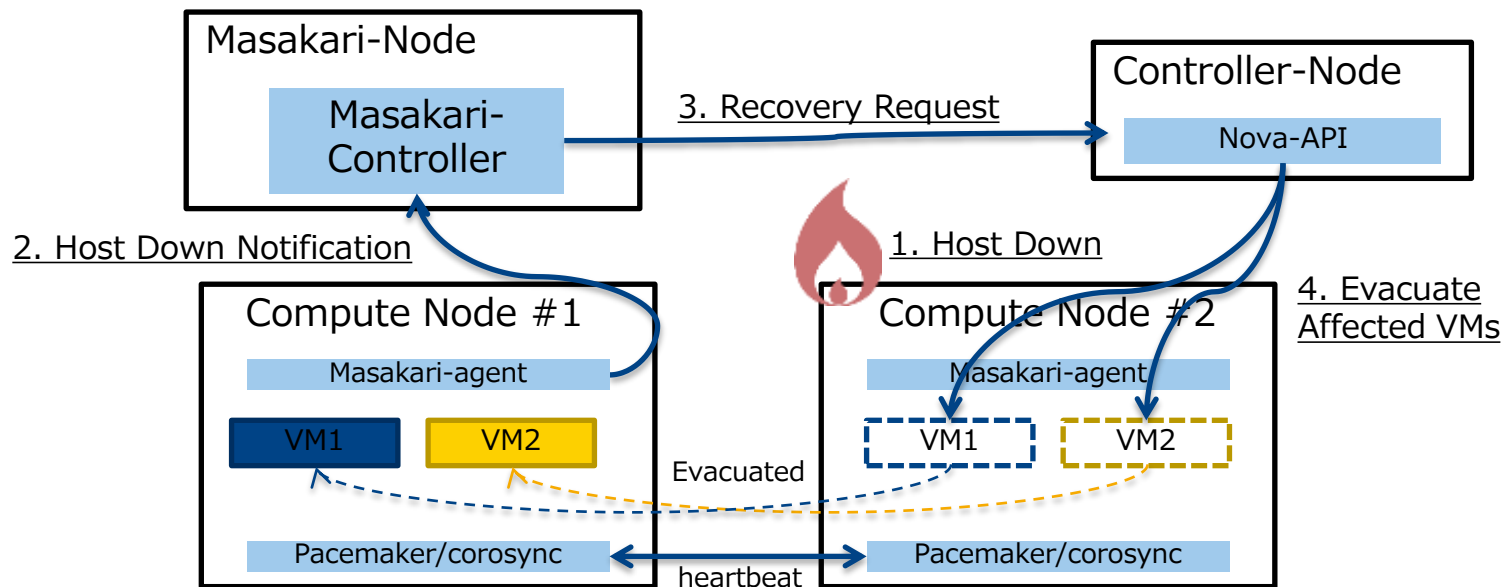 Masakari-Node
Masakari-
Controller
3. Recovery Request
Controller-Node
Nova-API
2. Host Down Notification
1. Host Down
4. Evacuate
Affected VMs
Compute Node #1
Masakari-agent
VM1
VM2
Pacemaker/corosync
Evacuated
heartbeat
Compute Node #2
Masakari-agent
VM1
VM2
Pacemaker/corosync